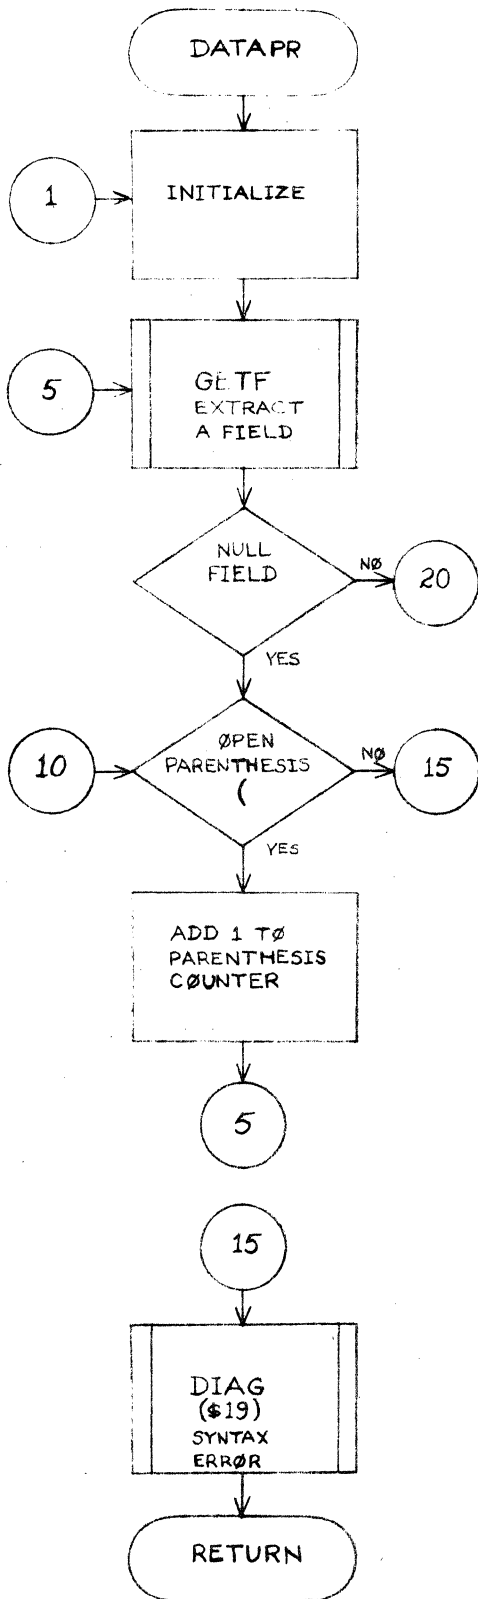 DATAPR
1
INITIALIZE
5
GETF
EXTRACT
A FIELD
NULL
FIELD
NØ
20
YES
10
ØPEN
PARENTHESIS
(
NØ
15
YES
ADD 1 TØ
PARENTHESIS
CØUNTER
5
15
DIAG
($19)
SYNTAX
ERRØR
RETURN